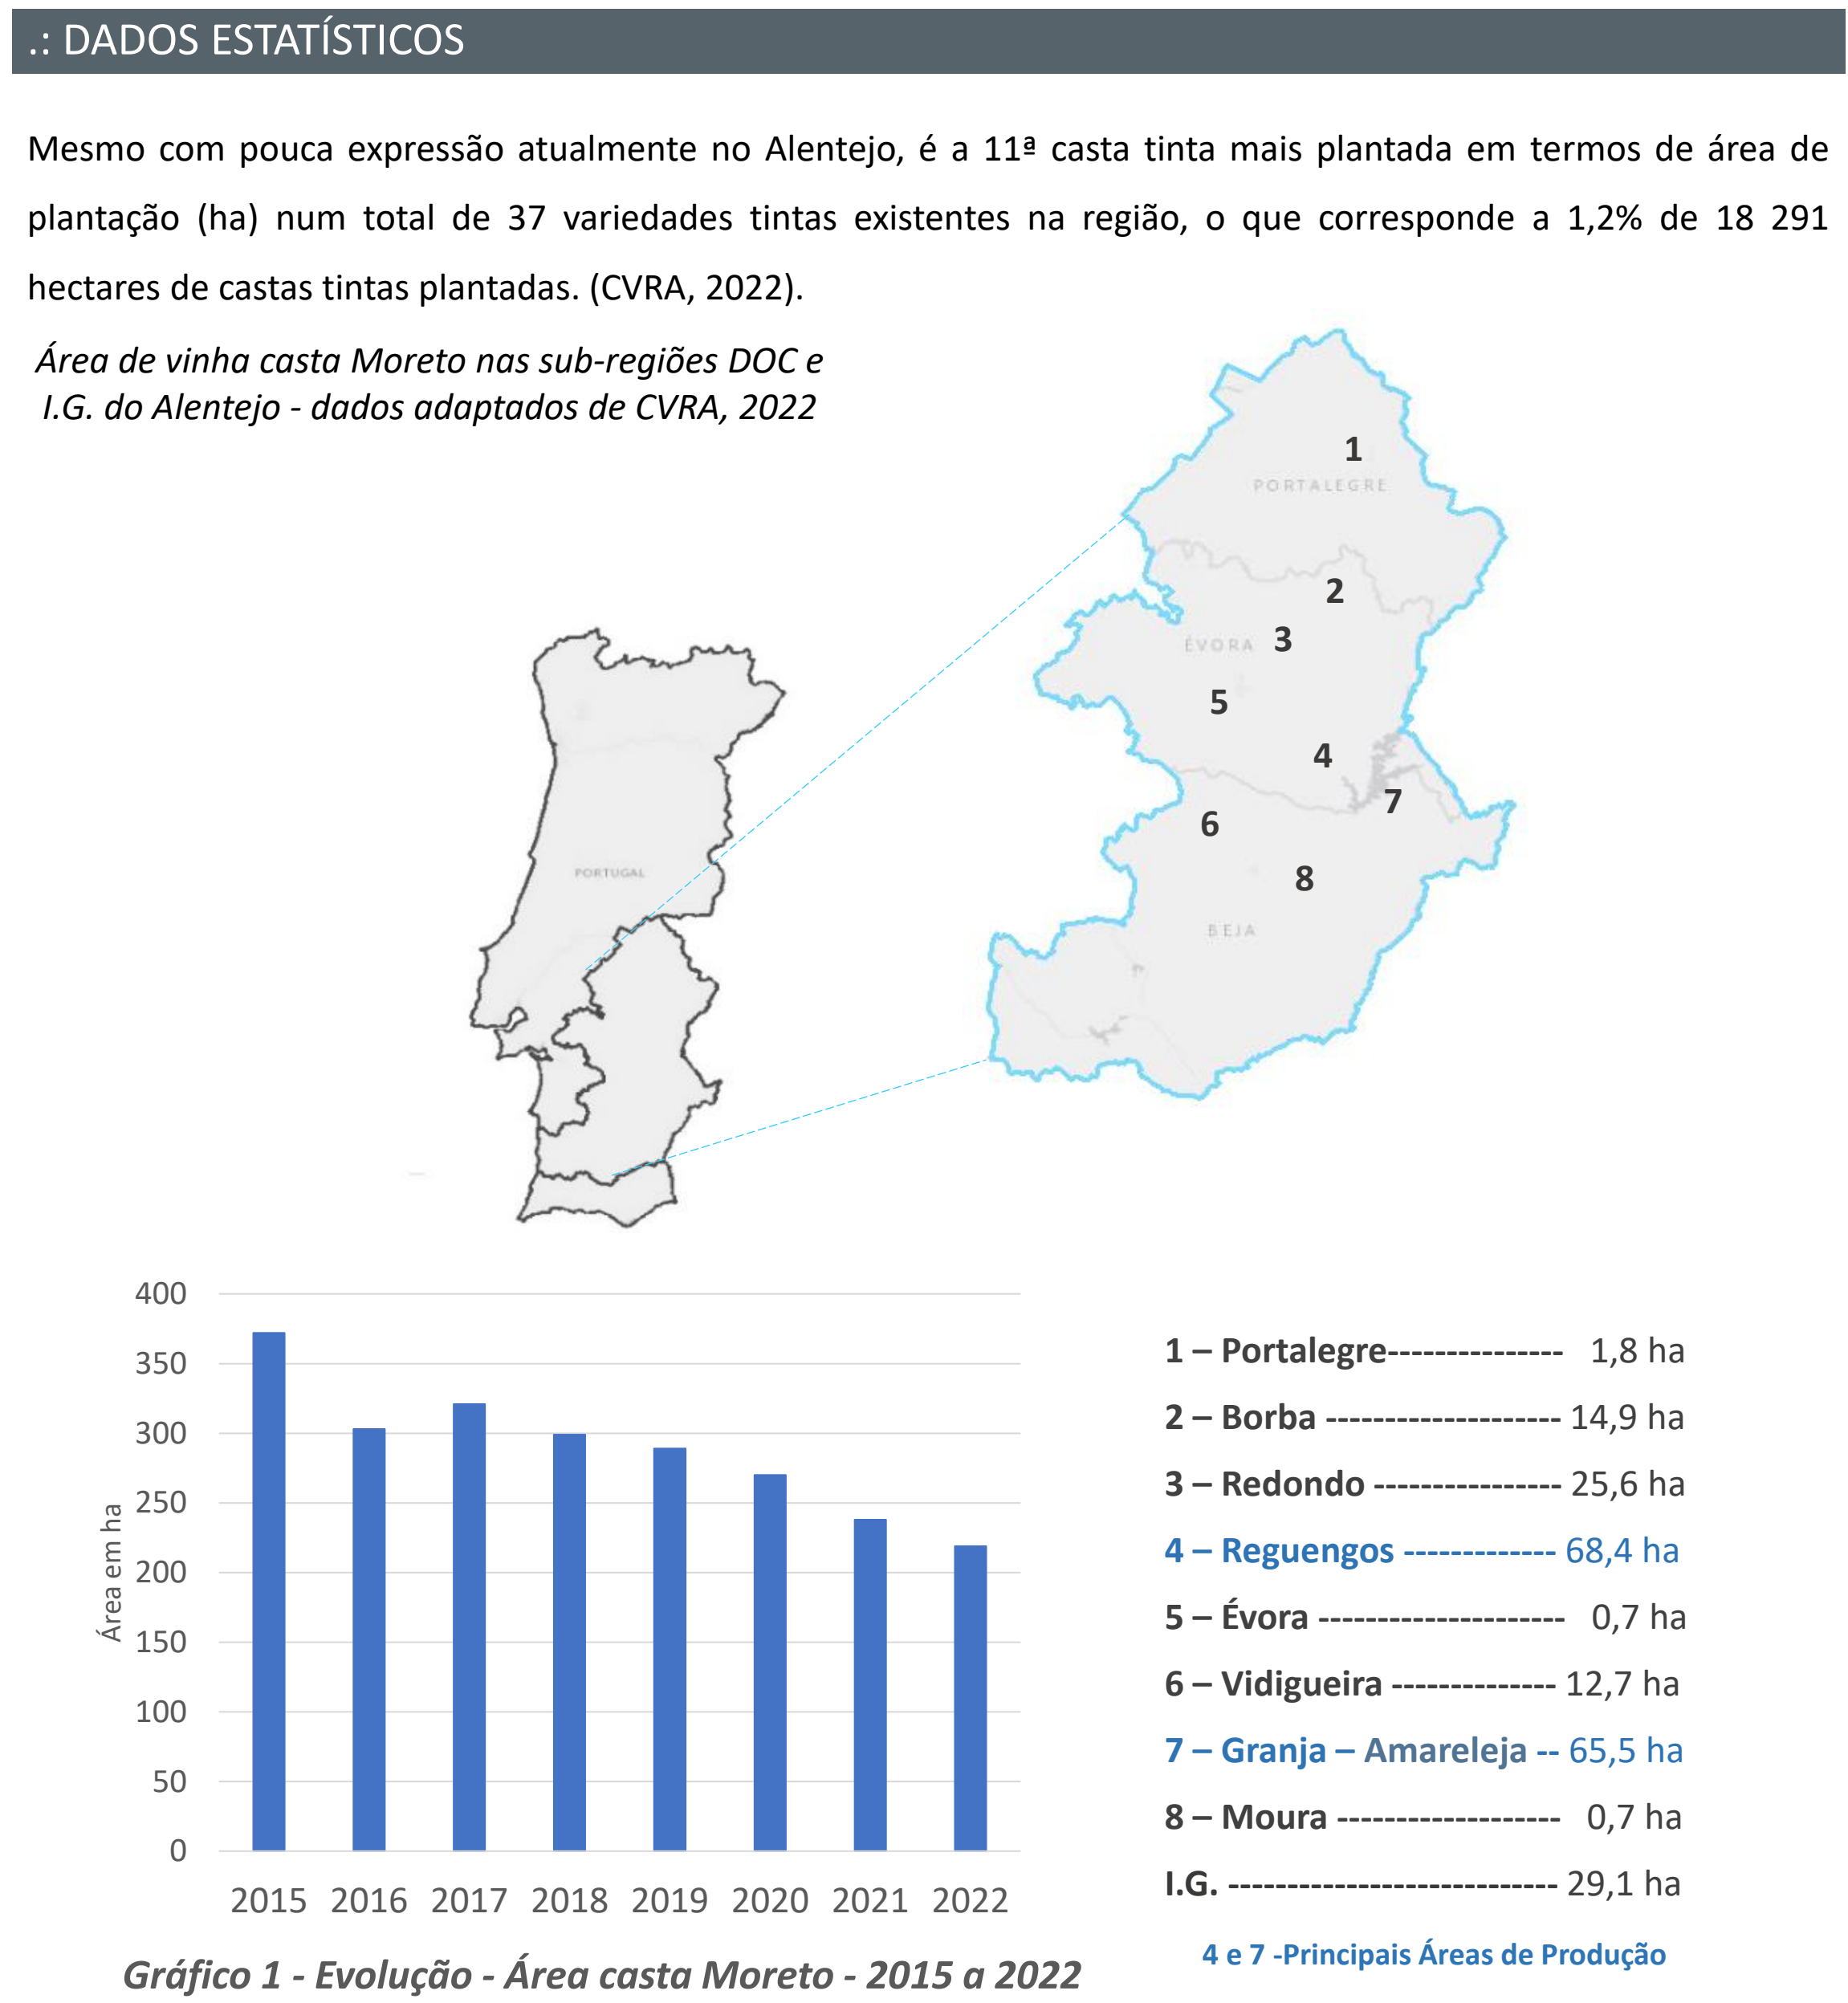 .: DADOS ESTATÍSTICOS
Mesmo com pouca expressão atualmente no Alentejo, é a 11ª casta tinta mais plantada em termos de área de
plantação (ha) num total de 37 variedades tintas existentes na região, o que corresponde a 1,2% de 18 291
hectares de castas tintas plantadas. (CVRA, 2022).
Área de vinha casta Moreto nas sub-regiões DOC e
I.G. do Alentejo - dados adaptados de CVRA, 2022
1
PORTALEGRE
2
ÉVORA 3
5
4
7
6
8
BEJA
PORTUGAL
400
350
300
250
200
150
100
50
0
Área em ha
2015 2016 2017 2018 2019 2020 2021 2022
Gráfico 1 - Evolução - Área casta Moreto - 2015 a 2022
1 – Portalegre--------------- 1,8 ha
2 – Borba -------------------- 14,9 ha
3 – Redondo ---------------- 25,6 ha
4 – Reguengos ------------- 68,4 ha
5 – Évora --------------------- 0,7 ha
6 – Vidigueira -------------- 12,7 ha
7 – Granja – Amareleja -- 65,5 ha
8 – Moura ------------------- 0,7 ha
I.G. ---------------------------- 29,1 ha
4 e 7 -Principais Áreas de Produção